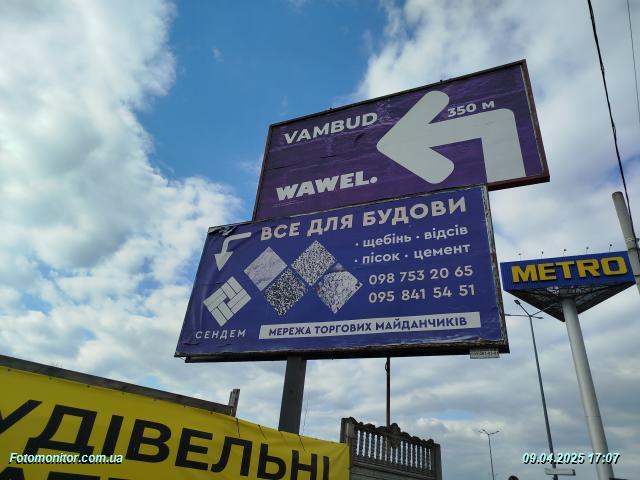 VAMBUD
350 м
WAWEL.
ВСЕ ДЛЯ БУДОВИ
· щебінь · відсів
· пісок · цемент
098 753 20 65
095 841 54 51
СЕНДЕМ
МЕРЕЖА ТОРГОВИХ МАЙДАНЧИКІВ
METRO
УДІВЕЛЬНІ
Fotomonitor.com.ua
09.04.2025 17:07